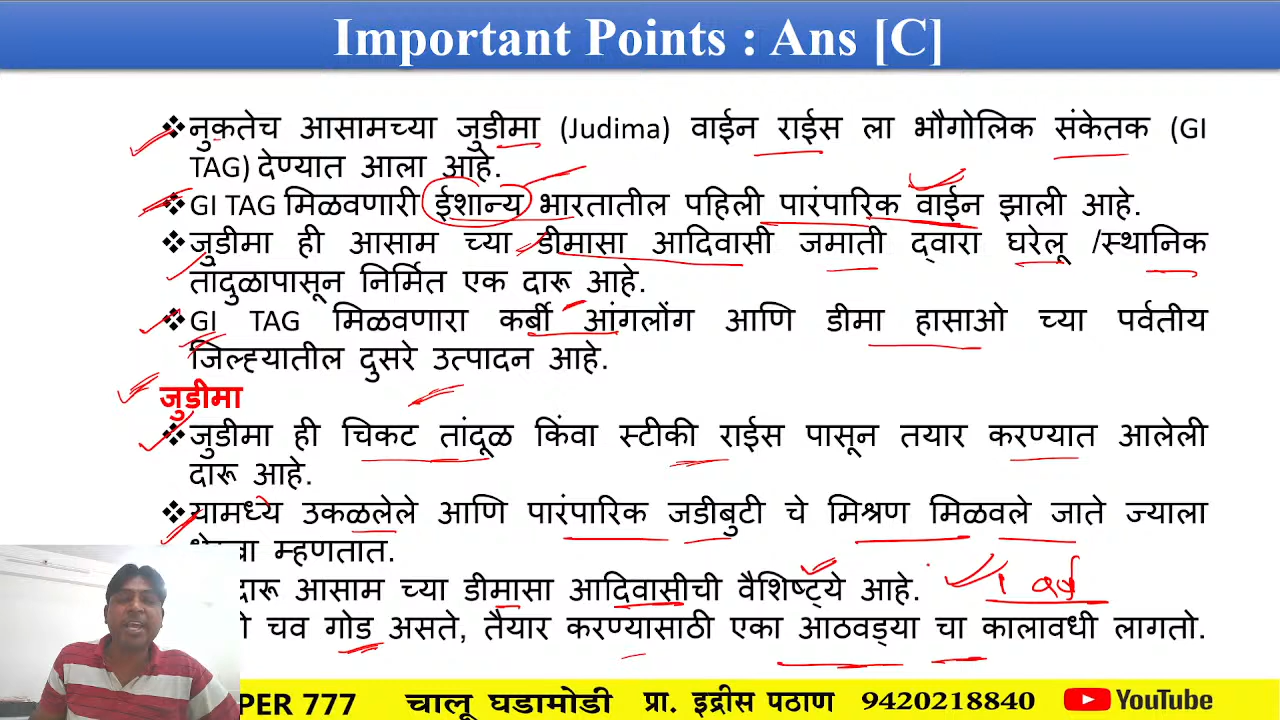 Important Points : Ans [C]
❖नुकतेच आसामच्या जुडीमा (Judima) वाईन राईस ला भौगोलिक संकेतक (GI
TAG) देण्यात आला आहे.
❖GI TAG मिळवणारी ईशान्य भारतातील पहिली पारंपारिक वाईन झाली आहे.
❖जुडीमा ही आसाम च्या डीमासा आदिवासी जमाती द्वारा घरेलू /स्थानिक
तांदुळापासून निर्मित एक दारू आहे.
❖GI TAG मिळवणारा कर्बी आंगलोंग आणि डीमा हासाओ च्या पर्वतीय
जिल्ह्यातील दुसरे उत्पादन आहे.
जुडीमा
❖जुडीमा ही चिकट तांदूळ किंवा स्टीकी राईस पासून तयार करण्यात आलेली
दारू आहे.
❖यामध्ये उकळलेले आणि पारंपारिक जडीबुटी चे मिश्रण मिळवले जाते ज्याला
म्हणतात.
दारू आसाम च्या डीमासा आदिवासीची वैशिष्ट्ये आहे. 1 वर्ष
चव गोड असते, तैयार करण्यासाठी एका आठवड्या चा कालावधी लागतो.
PER 777 चालू घडामोडी प्रा. इद्रीस पठाण 9420218840 YouTube